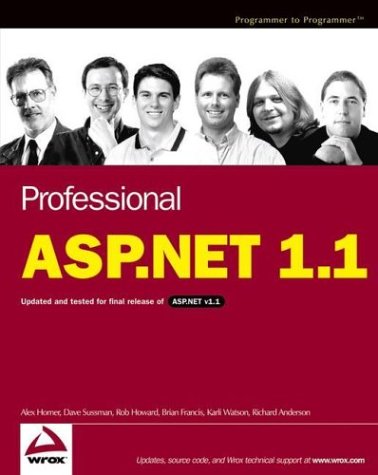 Programmer to Programmer™
Professional
ASP.NET 1.1
Updated and tested for final release of ASP.NET v1.1
Alex Homer, Dave Sussman, Rob Howard, Brian Francis, Karli Watson, Richard Anderson
wrox™
Updates, source code, and Wrox technical support at www.wrox.com